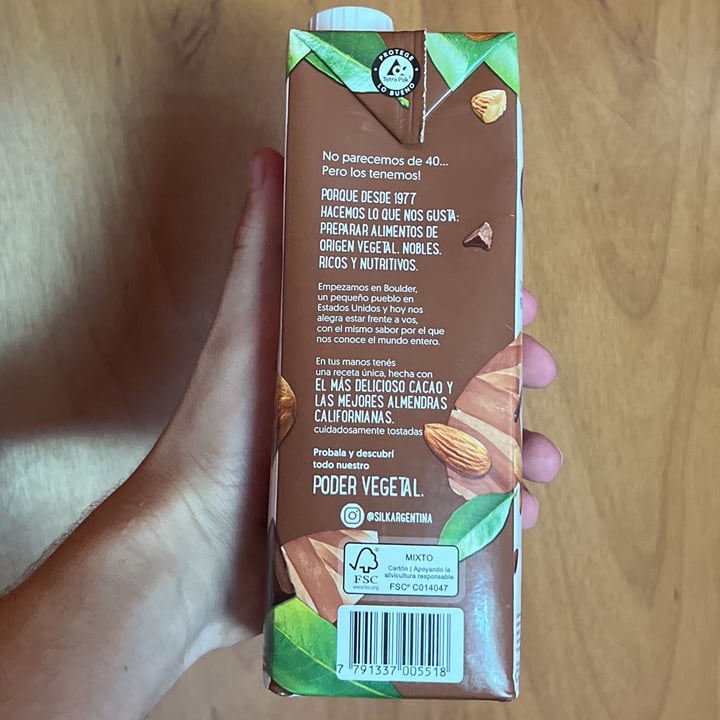 PROTEGE
Tetra Pak
LO BUENO
No parecemos de 40...
Pero los tenemos!
PORQUE DESDE 1977
HACEMOS LO QUE NOS GUSTA:
PREPARAR ALIMENTOS DE
ORIGEN VEGETAL. NOBLES.
RICOS Y NUTRITIVOS.
Empezamos en Boulder,
un pequeño pueblo en
Estados Unidos y hoy nos
alegra estar frente a vos,
con el mismo sabor por el que
nos conoce el mundo entero.
En tus manos tenés
una receta única, hecha con
EL MÁS DELICIOSO CACAO Y
LAS MEJORES ALMENDRAS
CALIFORNIANAS.
cuidadosamente tostadas
Probala y descubrí
todo nuestro
PODER VEGETAL.
@SILKARGENTINA
FSC
www.fsc.org
MIXTO
Cartón | Apoyando la
silvicultura responsable
FSC® C014047
7 791337 005518